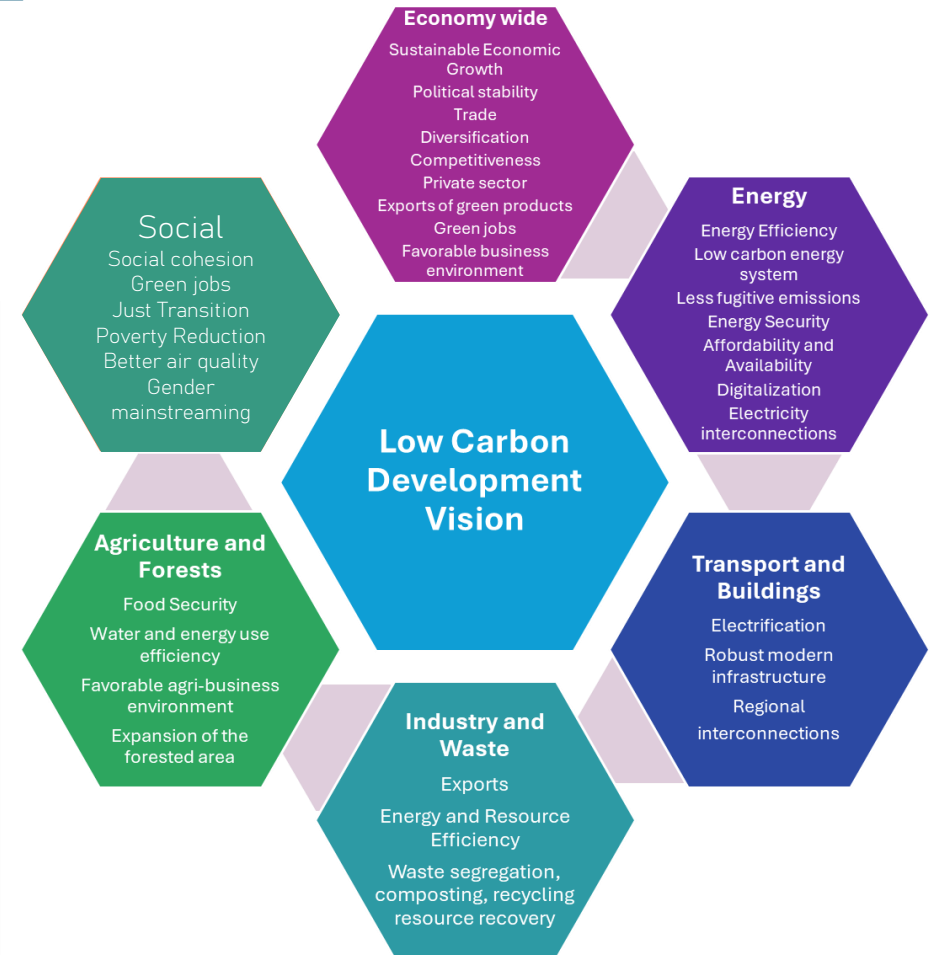 Economy wide
Sustainable Economic
Growth
Political stability
Trade
Diversification
Competitiveness
Private sector
Exports of green products
Green jobs
Favorable business
environment
Energy
Energy Efficiency
Low carbon energy
system
Less fugitive emissions
Energy Security
Affordability and
Availability
Digitalization
Electricity
interconnections
Social
Social cohesion
Green jobs
Just Transition
Poverty Reduction
Better air quality
Gender
mainstreaming
Low Carbon
Development
Vision
Agriculture and
Forests
Food Security
Water and energy use
efficiency
Favorable agri-business
environment
Expansion of the
forested area
Transport and
Buildings
Electrification
Robust modern
infrastructure
Regional
interconnections
Industry and
Waste
Exports
Energy and Resource
Efficiency
Waste segregation,
composting, recycling
resource recovery